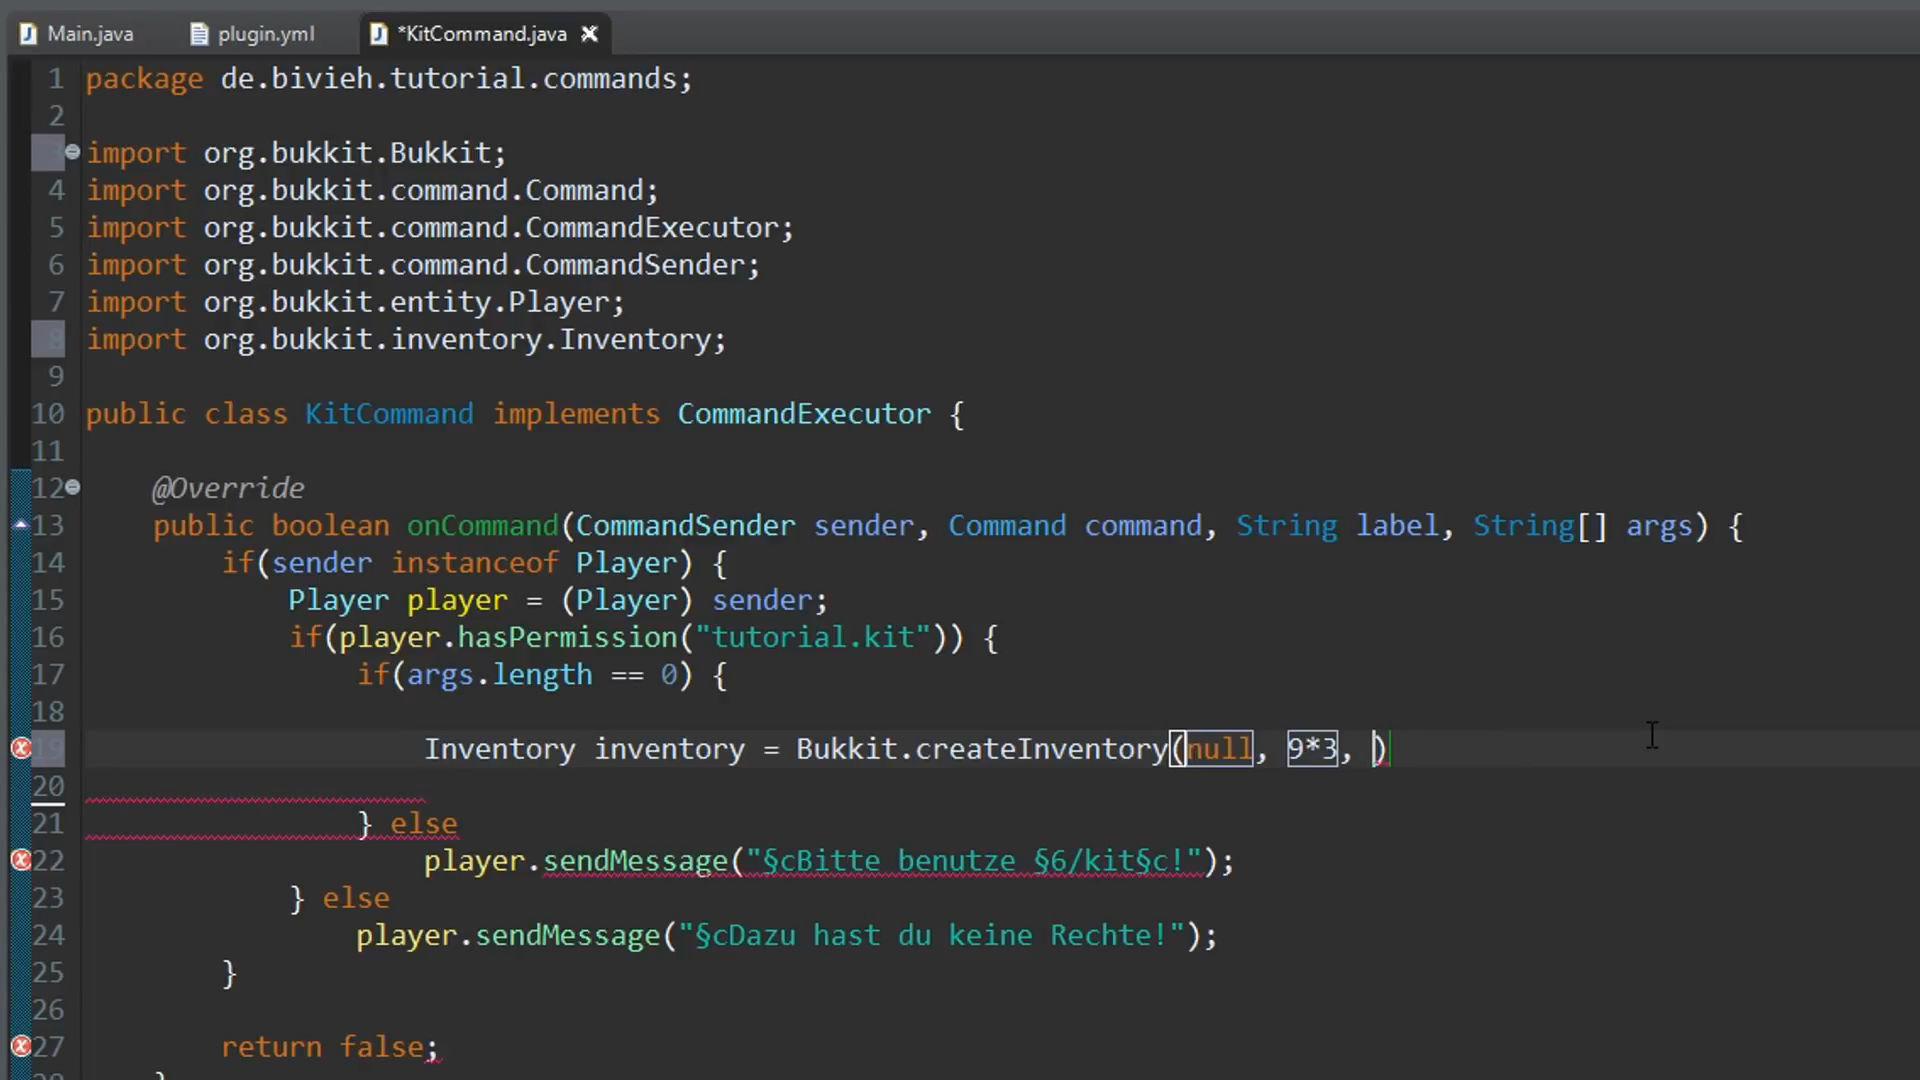 Main.java plugin.yml *KitCommand.java
1 package de.bivieh.tutorial.commands;
2
3 import org.bukkit.Bukkit;
4 import org.bukkit.command.Command;
5 import org.bukkit.command.CommandExecutor;
6 import org.bukkit.command.CommandSender;
7 import org.bukkit.entity.Player;
8 import org.bukkit.inventory.Inventory;
9
10 public class KitCommand implements CommandExecutor {
11
12 @Override
13 public boolean onCommand(CommandSender sender, Command command, String label, String[] args) {
14 if(sender instanceof Player) {
15 Player player = (Player) sender;
16 if(player.hasPermission("tutorial.kit")) {
17 if(args.length == 0) {
18
19 Inventory inventory = Bukkit.createInventory(null, 9*3, )
20
21 } else
22 player.sendMessage("§cBitte benutze §6/kit§c!");
23 } else
24 player.sendMessage("§cDazu hast du keine Rechte!");
25 }
26
27 return false;